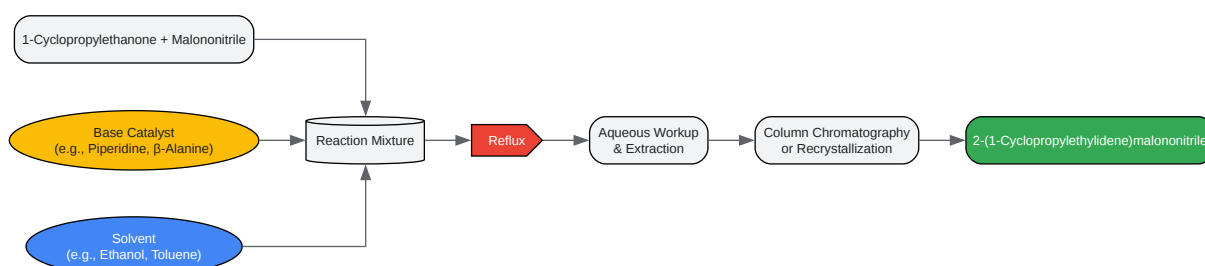 1-Cyclopropylethanone + Malononitrile
Base Catalyst
(e.g., Piperidine, β-Alanine)
Reaction Mixture
Reflux
Aqueous Workup
& Extraction
Column Chromatography
or Recrystallization
2-(1-Cyclopropylethylidene)malononitrile
Solvent
(e.g., Ethanol, Toluene)